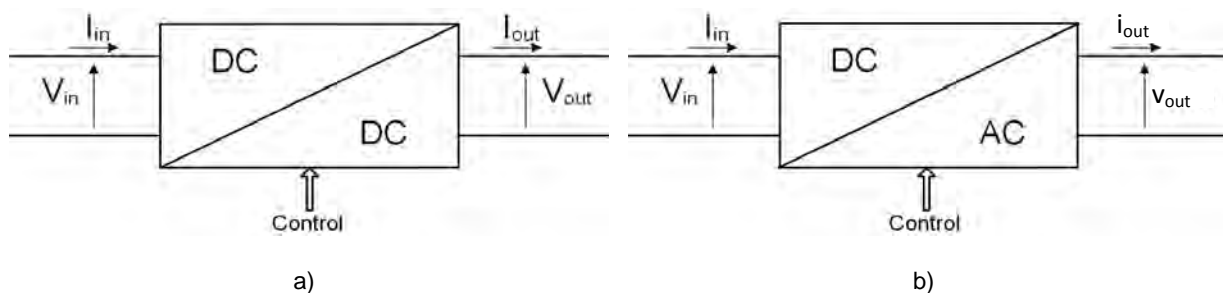 I_in DC I_out
V_in DC V_out
Control
a)
I_in DC i_out
V_in AC v_out
Control
b)